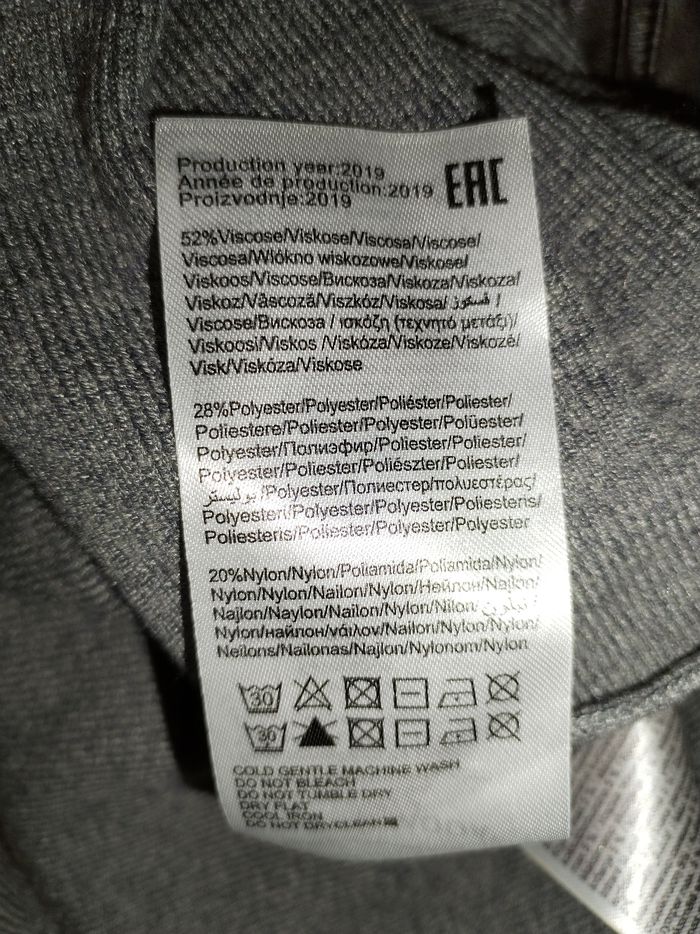 Production year:2019
Année de production:2019
Proizvodnje:2019
EAC
52%Viscose/Viskose/Viscosa/Viscose/
Viscosa/Włókno wiskozowe/Viskose/
Viskoos/Viscose/Вискоза/Viskoza/Viskoza/
Viskoz/Vâscoză/Viszkóz/Viskosa/ فسكوز /
Viscose/Вискоза / ισκόζη (τεχνητό μετάξι)/
Viskoosi/Viskos /Viskóza/Viskoze/Viskozė/
Visk/Viskóza/Viskose
28%Polyester/Polyester/Poliéster/Poliester/
Poliestere/Poliester/Polyester/Polüester/
Polyester/Полиэфир/Poliester/Poliester/
Polyester/Poliester/Poliészter/Poliester/
بوليستر/Polyester/Полиестер/πολυεστέρας/
Polyesteri/Polyester/Polyester/Poliesteris/
Poliesteris/Poliester/Polyester/Polyester
20%Nylon/Nylon/Poliamida/Poliamida/Nylon/
Nylon/Nylon/Nailon/Nylon/Нейлон/Najlon/
Najlon/Naylon/Nailon/Nylon/Nilon/ نيلون /
Nylon/найлон/νάιλον/Nailon/Nylon/Nylon/
Neilons/Nailonas/Najlon/Nylonom/Nylon
30
30
COLD GENTLE MACHINE WASH
DO NOT BLEACH
DO NOT TUMBLE DRY
DRY FLAT
COOL IRON
DO NOT DRYCLEAN